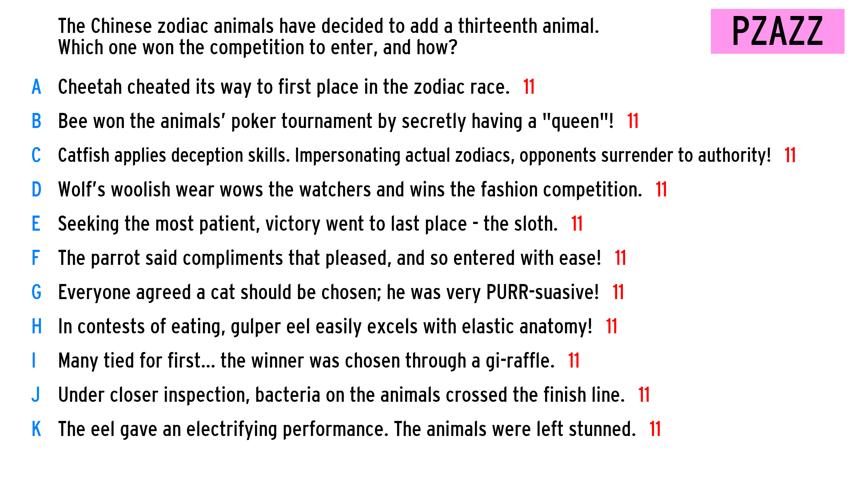 The Chinese zodiac animals have decided to add a thirteenth animal.
Which one won the competition to enter, and how?
PZAZZ
A Cheetah cheated its way to first place in the zodiac race. 11
B Bee won the animals' poker tournament by secretly having a "queen"! 11
C Catfish applies deception skills. Impersonating actual zodiacs, opponents surrender to authority! 11
D Wolf's woolish wear wows the watchers and wins the fashion competition. 11
E Seeking the most patient, victory went to last place - the sloth. 11
F The parrot said compliments that pleased, and so entered with ease! 11
G Everyone agreed a cat should be chosen; he was very PURR-suasive! 11
H In contests of eating, gulper eel easily excels with elastic anatomy! 11
I Many tied for first... the winner was chosen through a gi-raffle. 11
J Under closer inspection, bacteria on the animals crossed the finish line. 11
K The eel gave an electrifying performance. The animals were left stunned. 11